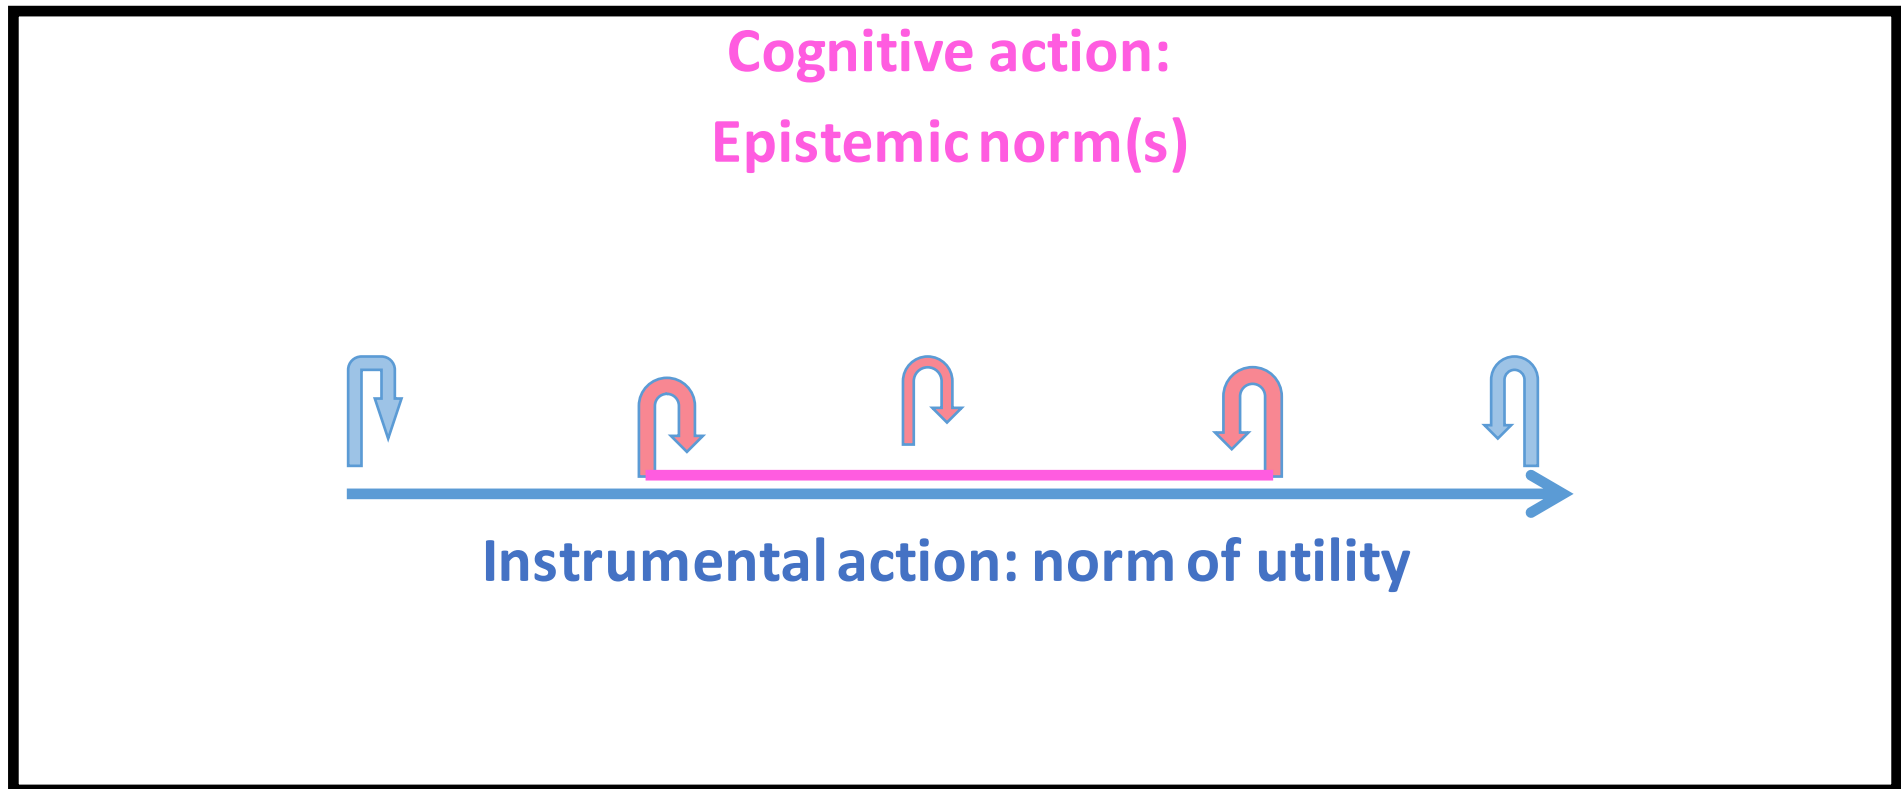 Cognitive action:
Epistemic norm(s)
Instrumental action: norm of utility